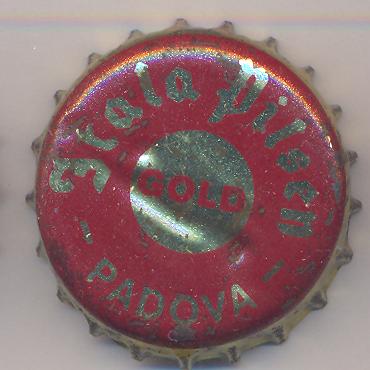 Itala Pilsen
GOLD
- PADOVA -